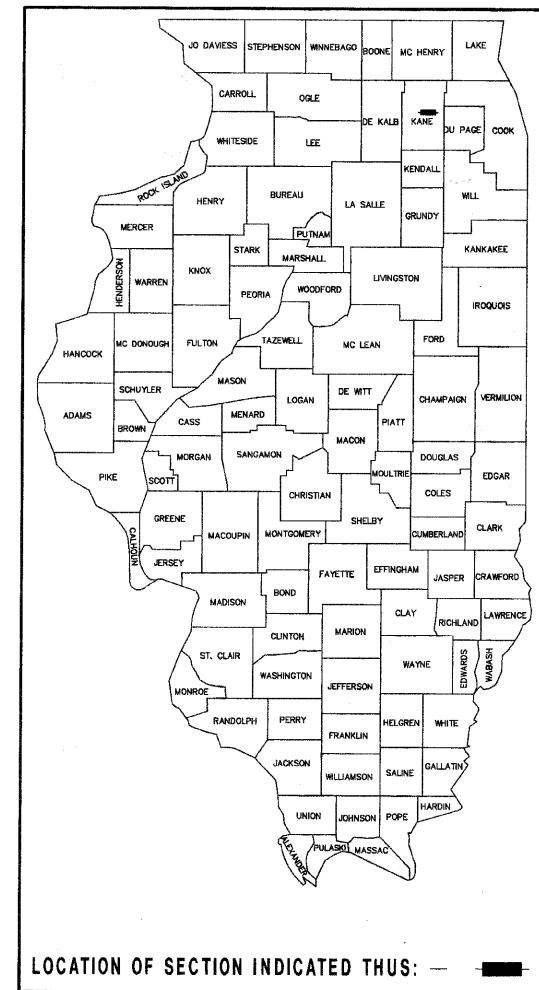 JO DAVIESS STEPHENSON WINNEBAGO BOONE MC HENRY LAKE
CARROLL OGLE DE KALB KANE DU PAGE COOK
WHITESIDE LEE
ROCK ISLAND HENRY BUREAU LA SALLE KENDALL GRUNDY WILL
MERCER PUTNAM
KANKAKEE
HENDERSON WARREN KNOX STARK MARSHALL
PEORIA WOODFORD LIVINGSTON IROQUOIS
HANCOCK MC DONOUGH FULTON TAZEWELL MC LEAN FORD
SCHUYLER MASON LOGAN DE WITT CHAMPAIGN VERMILION
ADAMS BROWN CASS MENARD MACON PIATT
PIKE SCOTT MORGAN SANGAMON MOULTRIE DOUGLAS EDGAR
CHRISTIAN COLES
CALHOUN GREENE MACOUPIN MONTGOMERY SHELBY CUMBERLAND CLARK
JERSEY
FAYETTE EFFINGHAM JASPER CRAWFORD
MADISON BOND
CLAY RICHLAND LAWRENCE
CLINTON MARION
ST. CLAIR WAYNE EDWARDS WABASH
WASHINGTON JEFFERSON
MONROE
RANDOLPH PERRY HELGREN WHITE
FRANKLIN
JACKSON WILLIAMSON SALINE GALLATIN
UNION JOHNSON POPE HARDIN
ALEXANDER PULASKI MASSAC
LOCATION OF SECTION INDICATED THUS: —